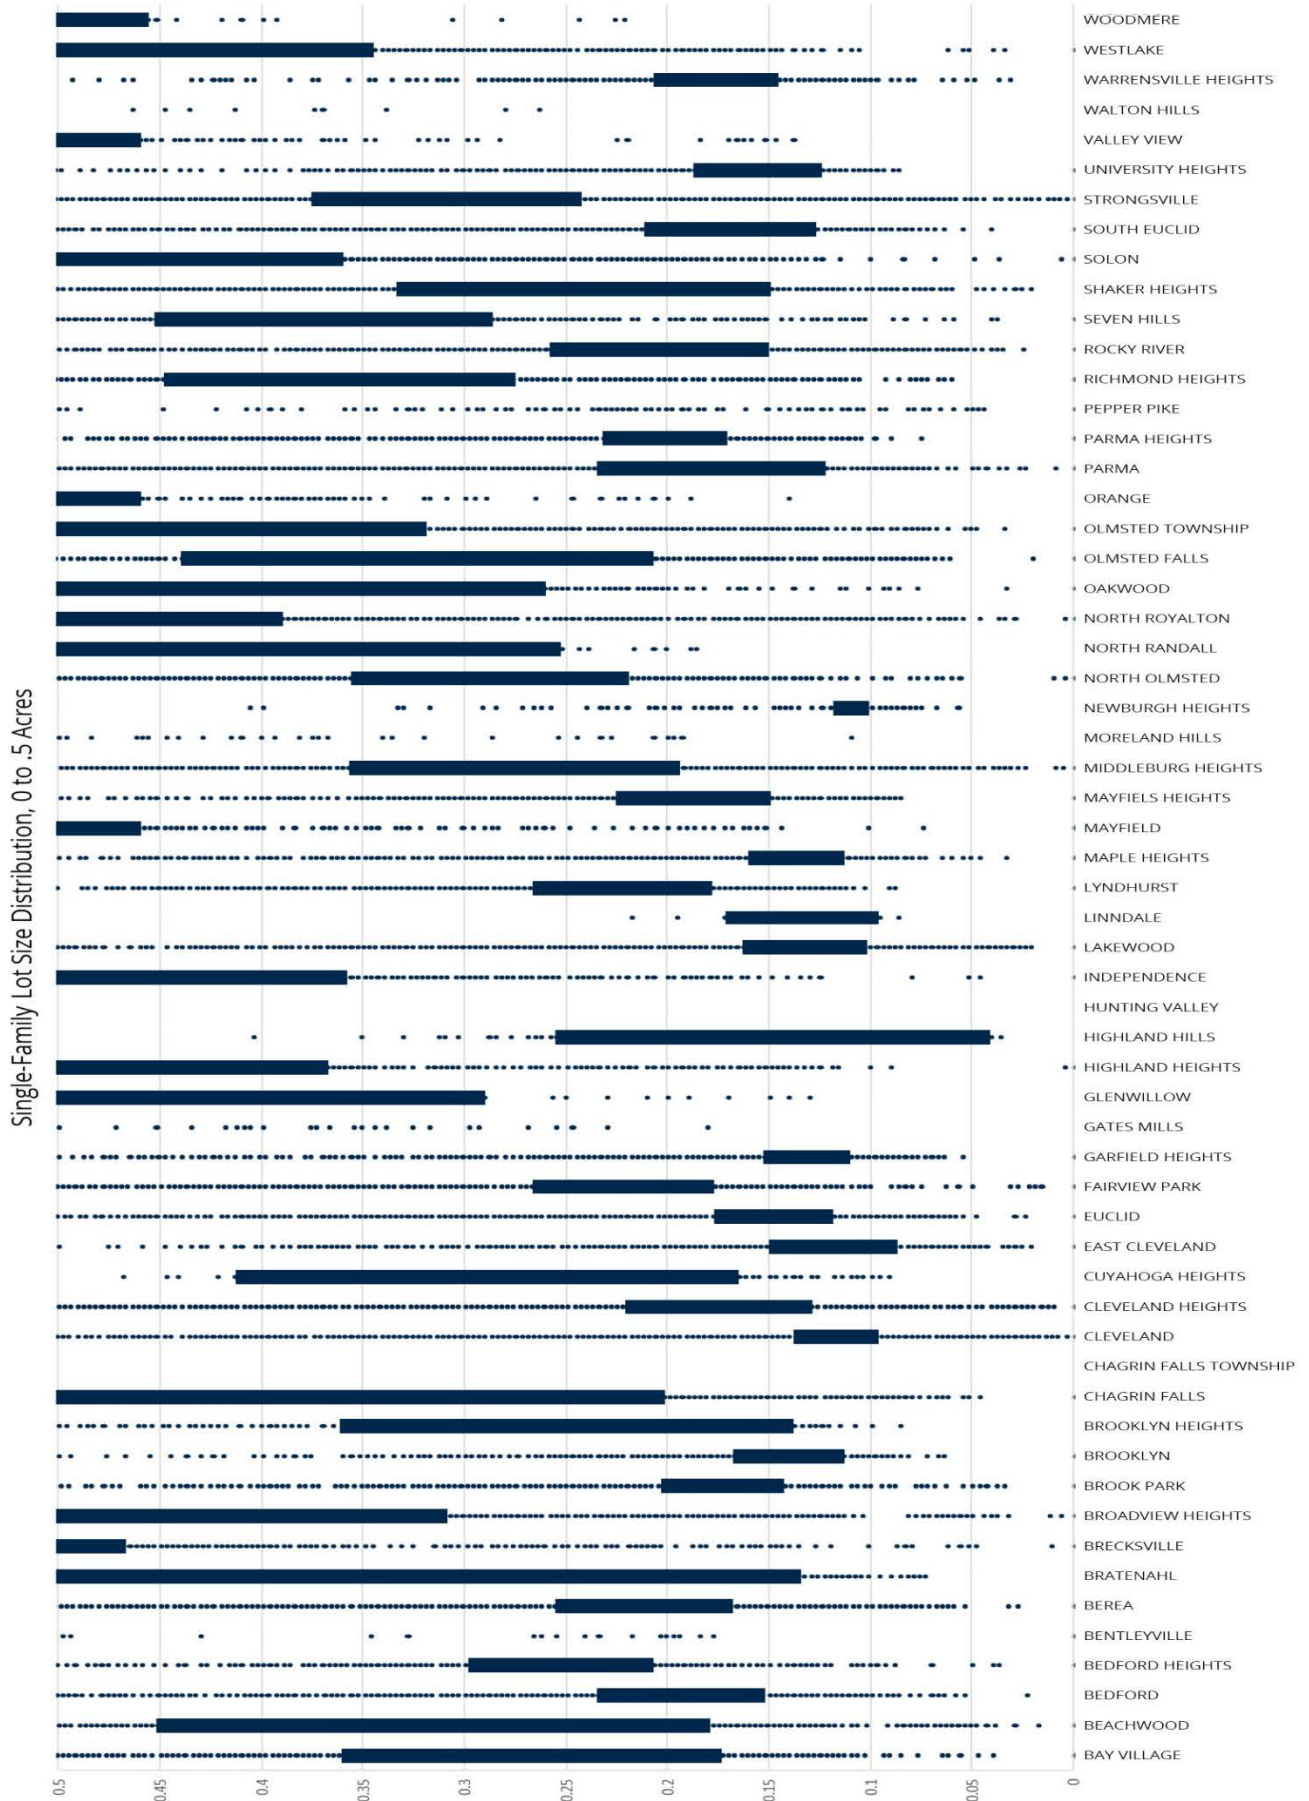 Single-Family Lot Size Distribution, 0 to .5 Acres
WOODMERE
WESTLAKE
WARRENSVILLE HEIGHTS
WALTON HILLS
VALLEY VIEW
UNIVERSITY HEIGHTS
STRONGSVILLE
SOUTH EUCLID
SOLON
SHAKER HEIGHTS
SEVEN HILLS
ROCKY RIVER
RICHMOND HEIGHTS
PEPPER PIKE
PARMA HEIGHTS
PARMA
ORANGE
OLMSTED TOWNSHIP
OLMSTED FALLS
OAKWOOD
NORTH ROYALTON
NORTH RANDALL
NORTH OLMSTED
NEWBURGH HEIGHTS
MORELAND HILLS
MIDDLEBURG HEIGHTS
MAYFIELS HEIGHTS
MAYFIELD
MAPLE HEIGHTS
LYNDHURST
LINNDALE
LAKEWOOD
INDEPENDENCE
HUNTING VALLEY
HIGHLAND HILLS
HIGHLAND HEIGHTS
GLENWILLOW
GATES MILLS
GARFIELD HEIGHTS
FAIRVIEW PARK
EUCLID
EAST CLEVELAND
CUYAHOGA HEIGHTS
CLEVELAND HEIGHTS
CLEVELAND
CHAGRIN FALLS TOWNSHIP
CHAGRIN FALLS
BROOKLYN HEIGHTS
BROOKLYN
BROOK PARK
BROADVIEW HEIGHTS
BRECKSVILLE
BRATENAHL
BEREA
BENTLEYVILLE
BEDFORD HEIGHTS
BEDFORD
BEACHWOOD
BAY VILLAGE
0.5
0.45
0.4
0.35
0.3
0.25
0.2
0.15
0.1
0.05
0